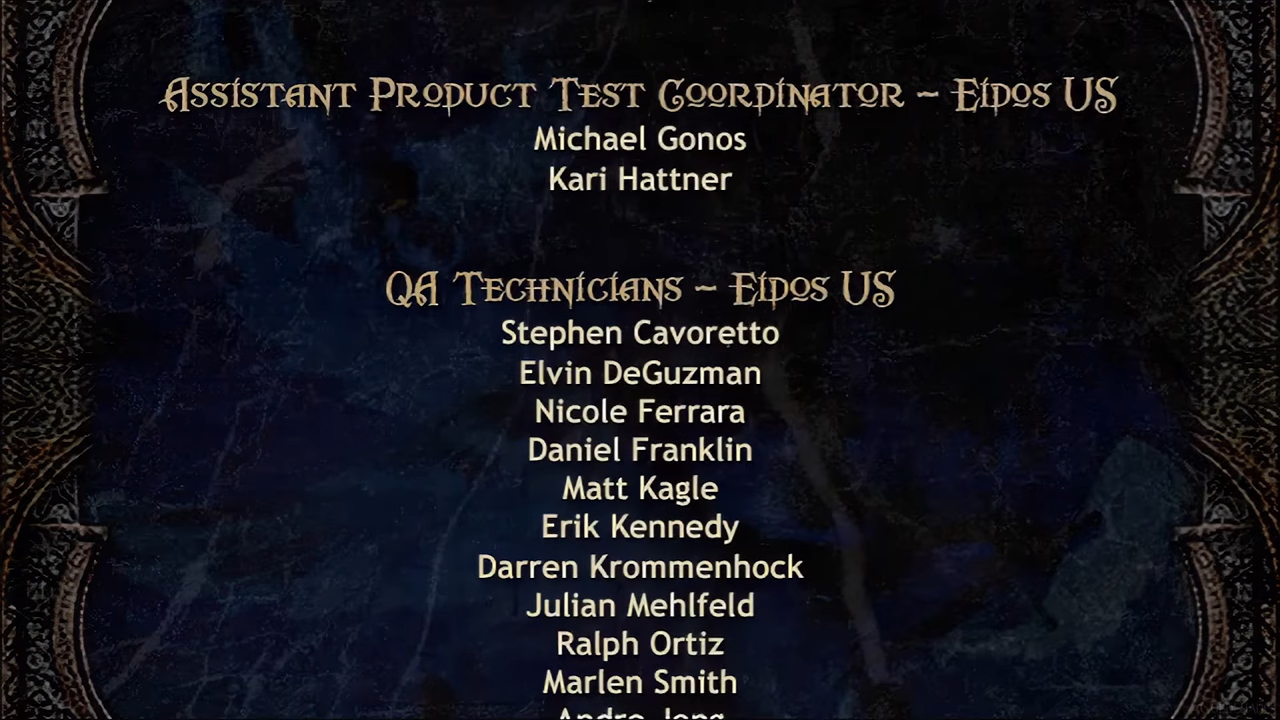 Assistant Product Test Coordinator – Eidos US
Michael Gonos
Kari Hattner
QA Technicians – Eidos US
Stephen Cavoretto
Elvin DeGuzman
Nicole Ferrara
Daniel Franklin
Matt Kagle
Erik Kennedy
Darren Krommenhock
Julian Mehlfeld
Ralph Ortiz
Marlen Smith